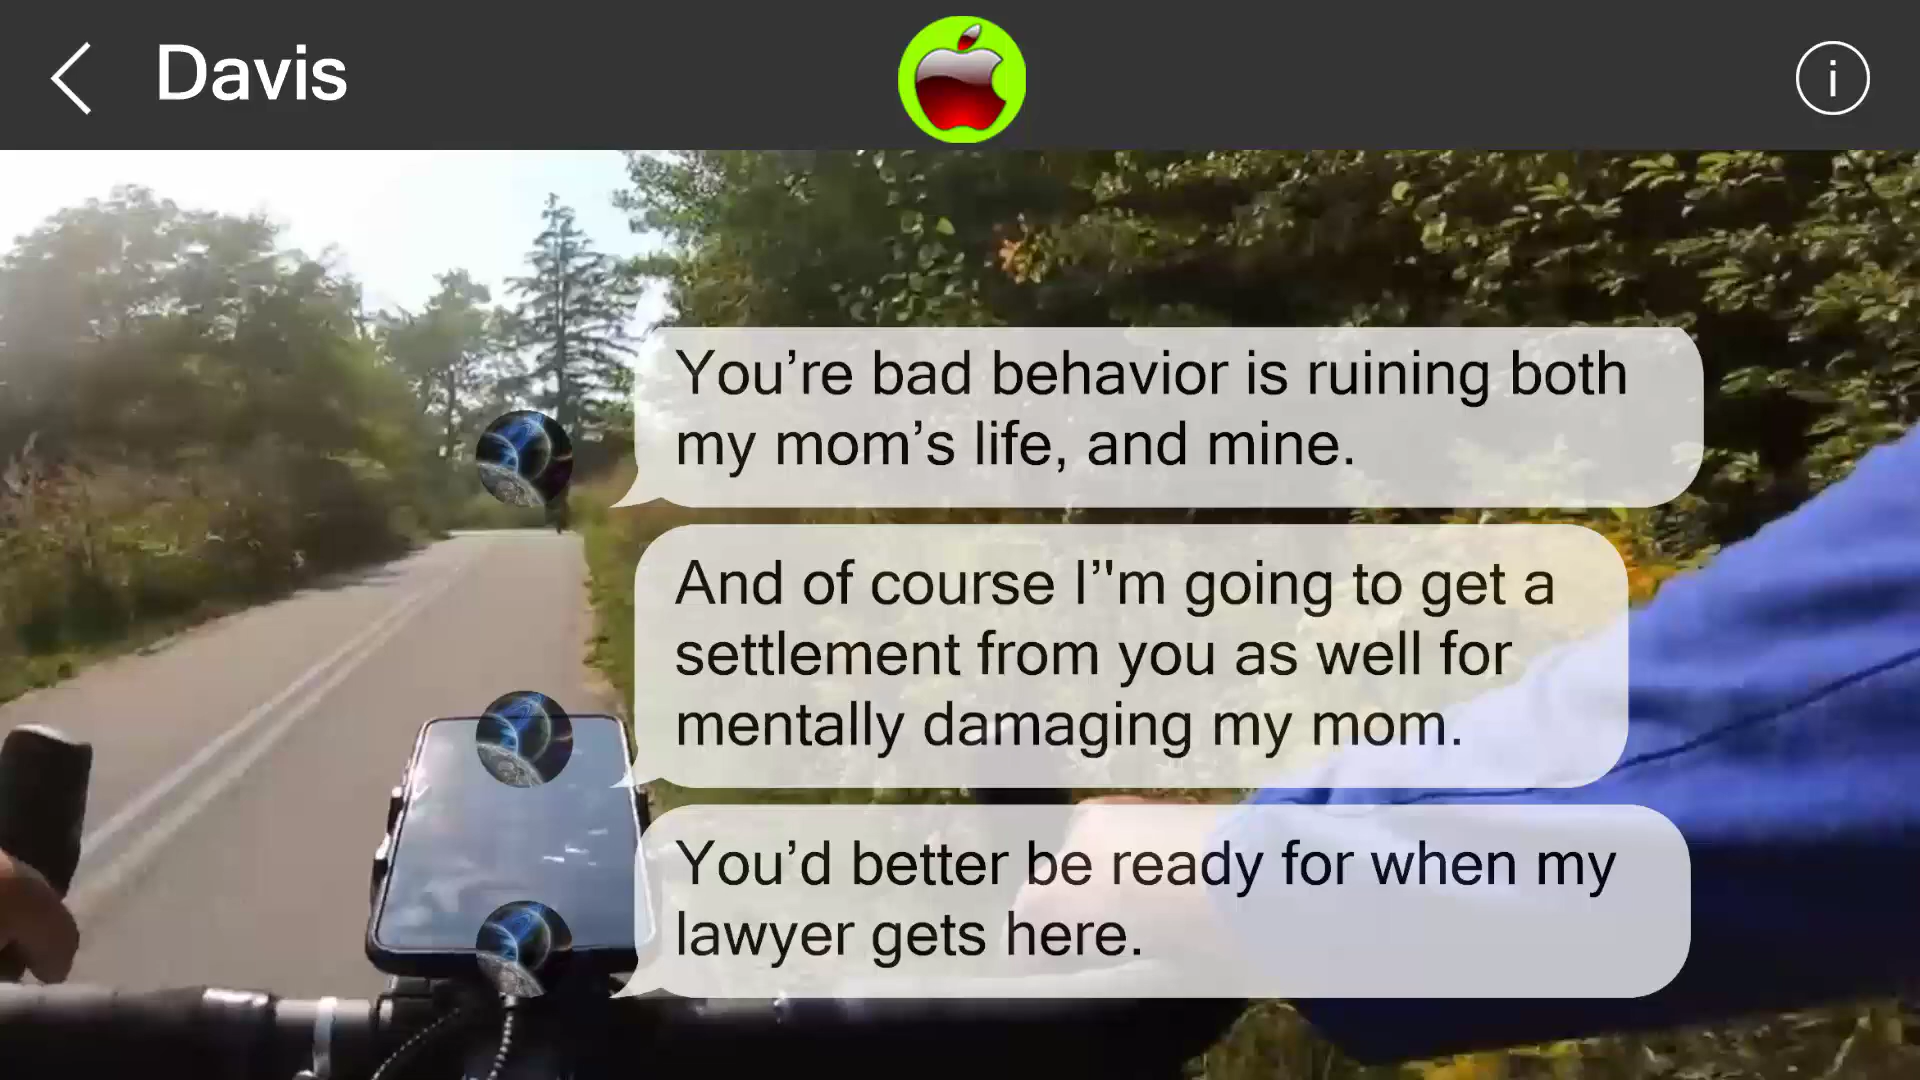 Davis
i
You’re bad behavior is ruining both
my mom’s life, and mine.
And of course I’'m going to get a
settlement from you as well for
mentally damaging my mom.
You’d better be ready for when my
lawyer gets here.